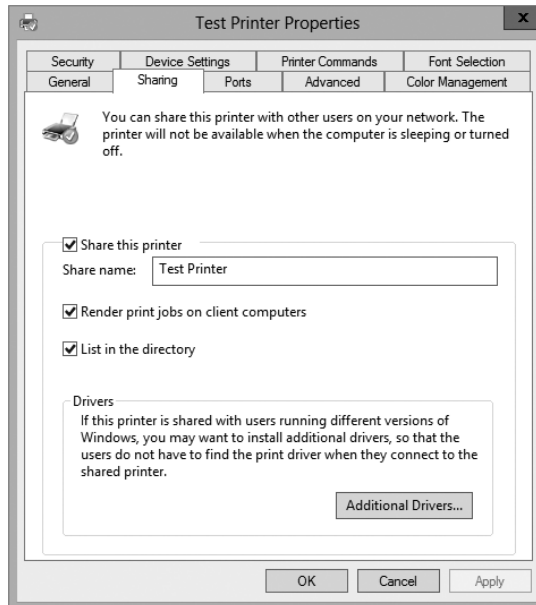 Test Printer Properties
x
Security Device Settings Printer Commands Font Selection
General Sharing Ports Advanced Color Management
You can share this printer with other users on your network. The
printer will not be available when the computer is sleeping or turned
off.
Share this printer
Share name: Test Printer
Render print jobs on client computers
List in the directory
Drivers
If this printer is shared with users running different versions of
Windows, you may want to install additional drivers, so that the
users do not have to find the print driver when they connect to the
shared printer.
Additional Drivers...
OK Cancel Apply